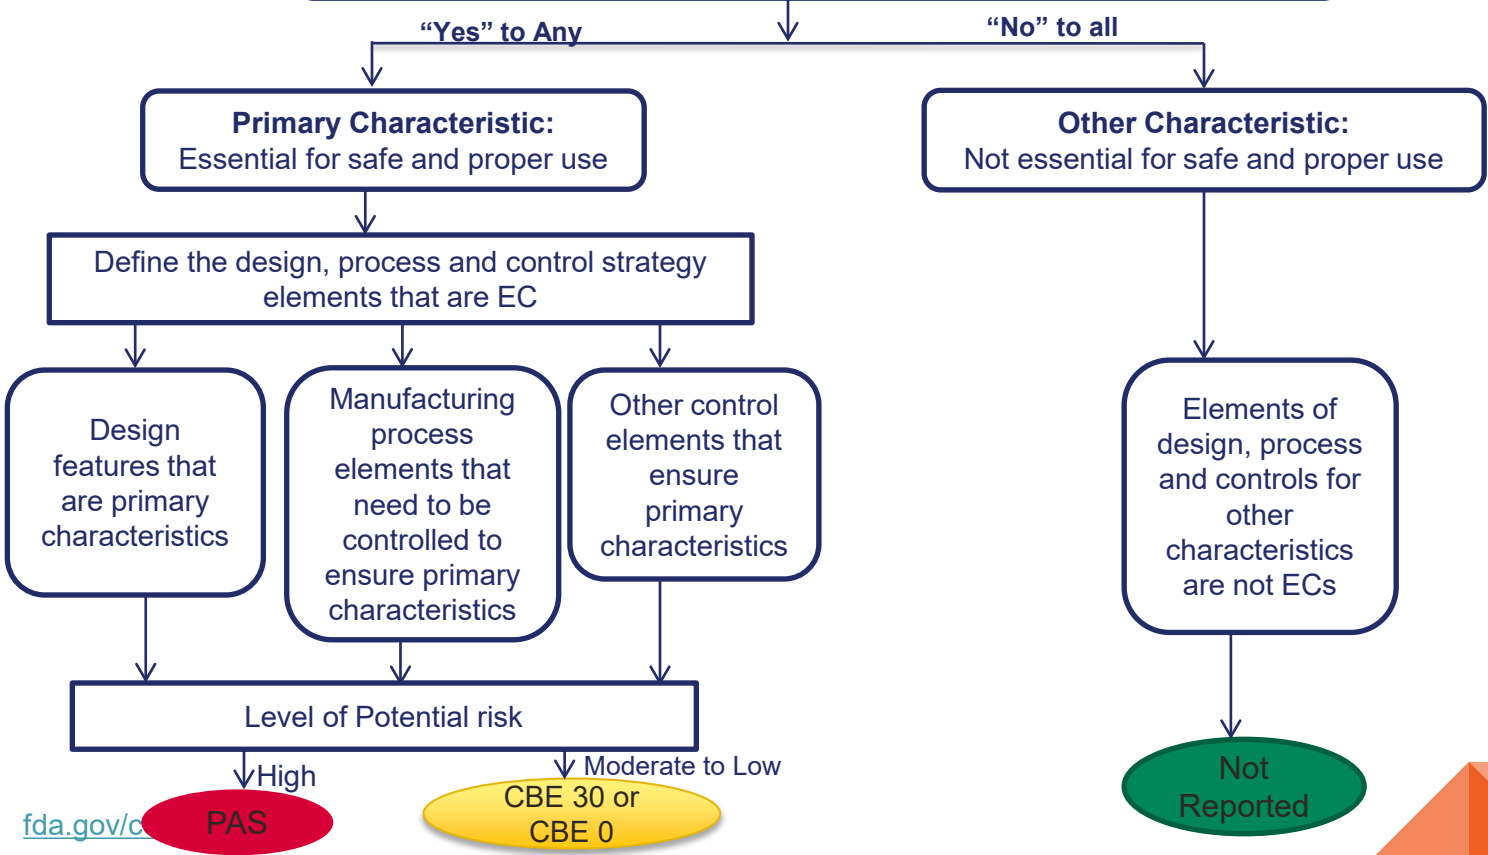 “Yes” to Any
“No” to all
Primary Characteristic:
Essential for safe and proper use
Other Characteristic:
Not essential for safe and proper use
Define the design, process and control strategy
elements that are EC
Design
features that
are primary
characteristics
Manufacturing
process
elements that
need to be
controlled to
ensure primary
characteristics
Other control
elements that
ensure
primary
characteristics
Elements of
design, process
and controls for
other
characteristics
are not ECs
Level of Potential risk
High
Moderate to Low
PAS
CBE 30 or
CBE 0
Not
Reported
fda.gov/c